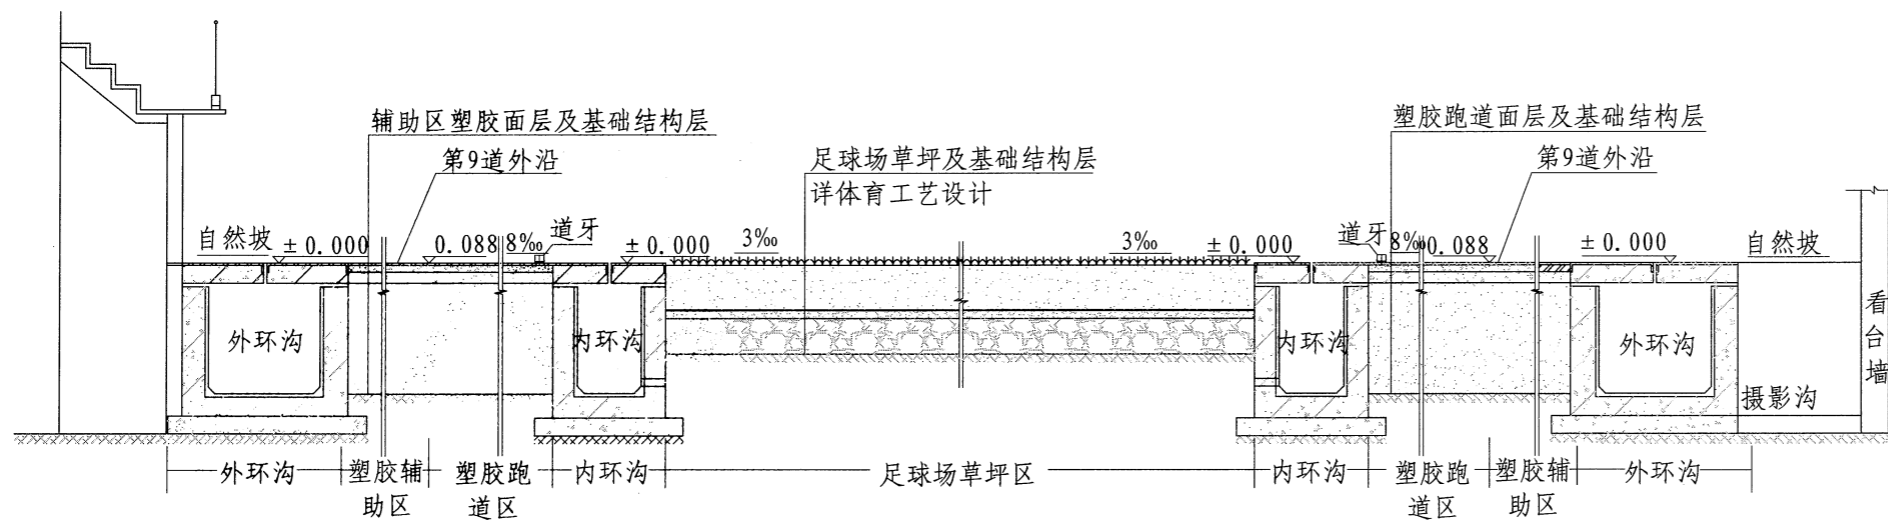 辅助区塑胶面层及基础结构层
第9道外沿
足球场草坪及基础结构层
详体育工艺设计
塑胶跑道面层及基础结构层
第9道外沿
自然坡
±0.000
0.088
8‰
道牙
±0.000
3‰
3‰
±0.000
道牙
8‰
0.088
±0.000
自然坡
外环沟
内环沟
内环沟
外环沟
看台墙
摄影沟
外环沟
塑胶辅
助区
塑胶跑
道区
内环沟
足球场草坪区
内环沟
塑胶跑
道区
塑胶辅
助区
外环沟